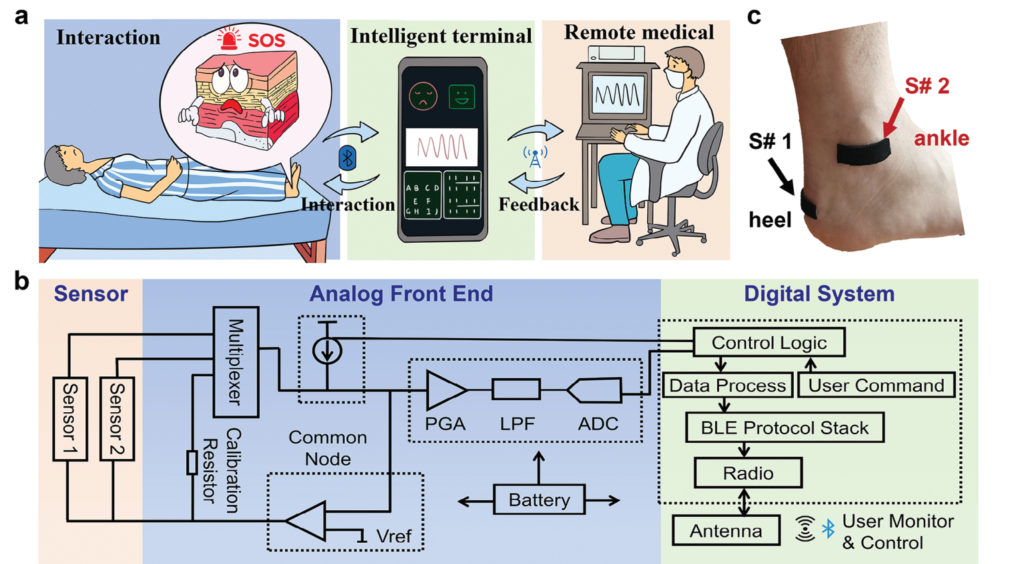 a
Interaction
SOS
Intelligent terminal
Remote medical
A B C D
E F
G H I J
Interaction
Feedback
c
S# 2
ankle
S# 1
heel
b
Sensor
Analog Front End
Digital System
Multiplexer
Sensor 1
Sensor 2
Calibration
Resistor
Common
Node
PGA
LPF
ADC
Battery
Vref
Control Logic
Data Process
User Command
BLE Protocol Stack
Radio
Antenna
User Monitor
& Control